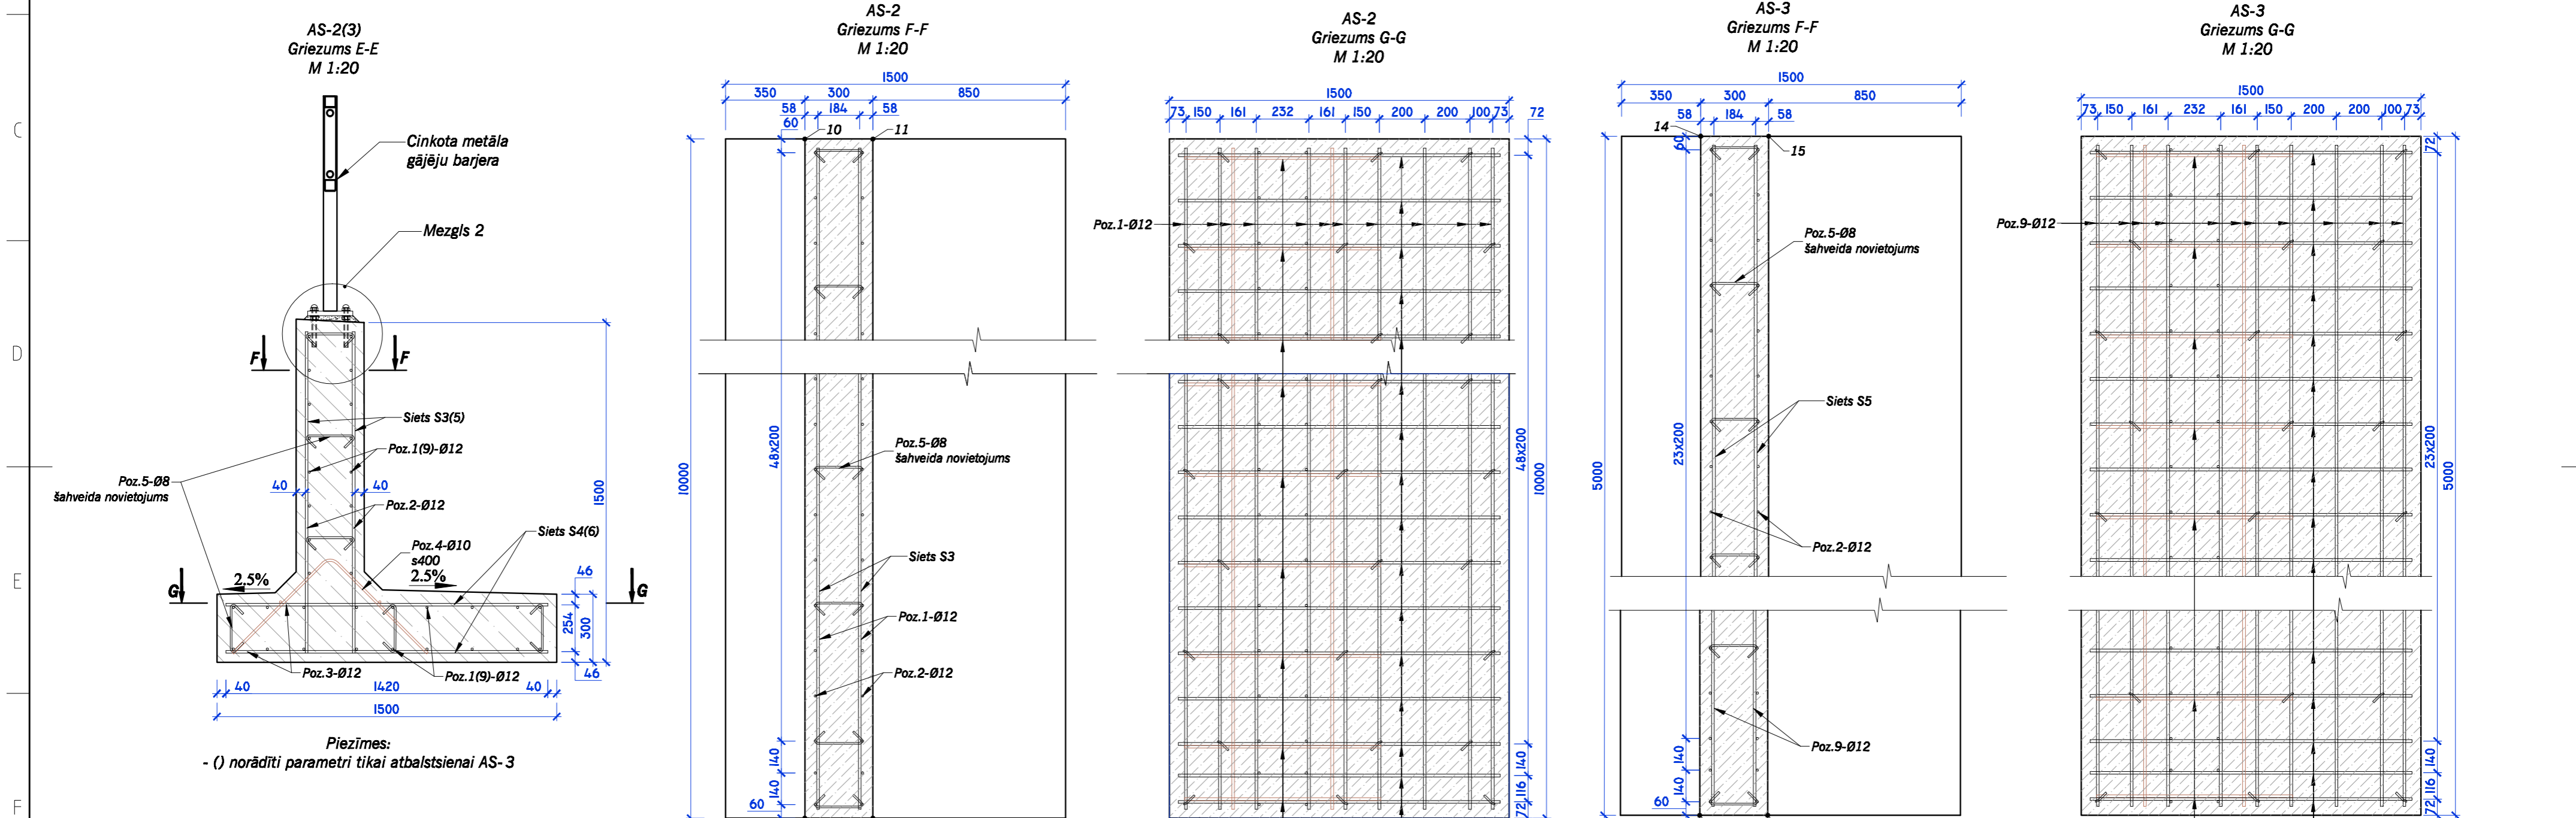 AS-2(3)
Griezums E-E
M 1:20
Cinkota metāla
gājēju barjera
Mezgls 2
F
F
Siets S3(5)
Poz.1(9)-Ø12
Poz.5-Ø8
šahveida novietojums
40
40
1500
Poz.2-Ø12
Siets S4(6)
Poz.4-Ø10
s400
G
2.5%
2.5%
G
46
254
300
46
Poz.3-Ø12
Poz.1(9)-Ø12
40
1420
40
1500
Piezīmes:
- () norādīti parametri tikai atbalstsienai AS-3
AS-2
Griezums F-F
M 1:20
1500
350
300
850
58
184
58
60
10
11
10000
48x200
Poz.5-Ø8
šahveida novietojums
Siets S3
Poz.1-Ø12
Poz.2-Ø12
140
140
60
AS-2
Griezums G-G
M 1:20
1500
73
150
161
232
161
150
200
200
100
73
72
Poz.1-Ø12
48x200
10000
140
116
72
AS-3
Griezums F-F
M 1:20
1500
350
300
850
58
184
58
14
60
15
Poz.5-Ø8
šahveida novietojums
Siets S5
5000
23x200
Poz.2-Ø12
Poz.9-Ø12
140
140
60
AS-3
Griezums G-G
M 1:20
1500
73
150
161
232
161
150
200
200
100
73
72
Poz.9-Ø12
23x200
5000
140
116
72
C
D
E
F